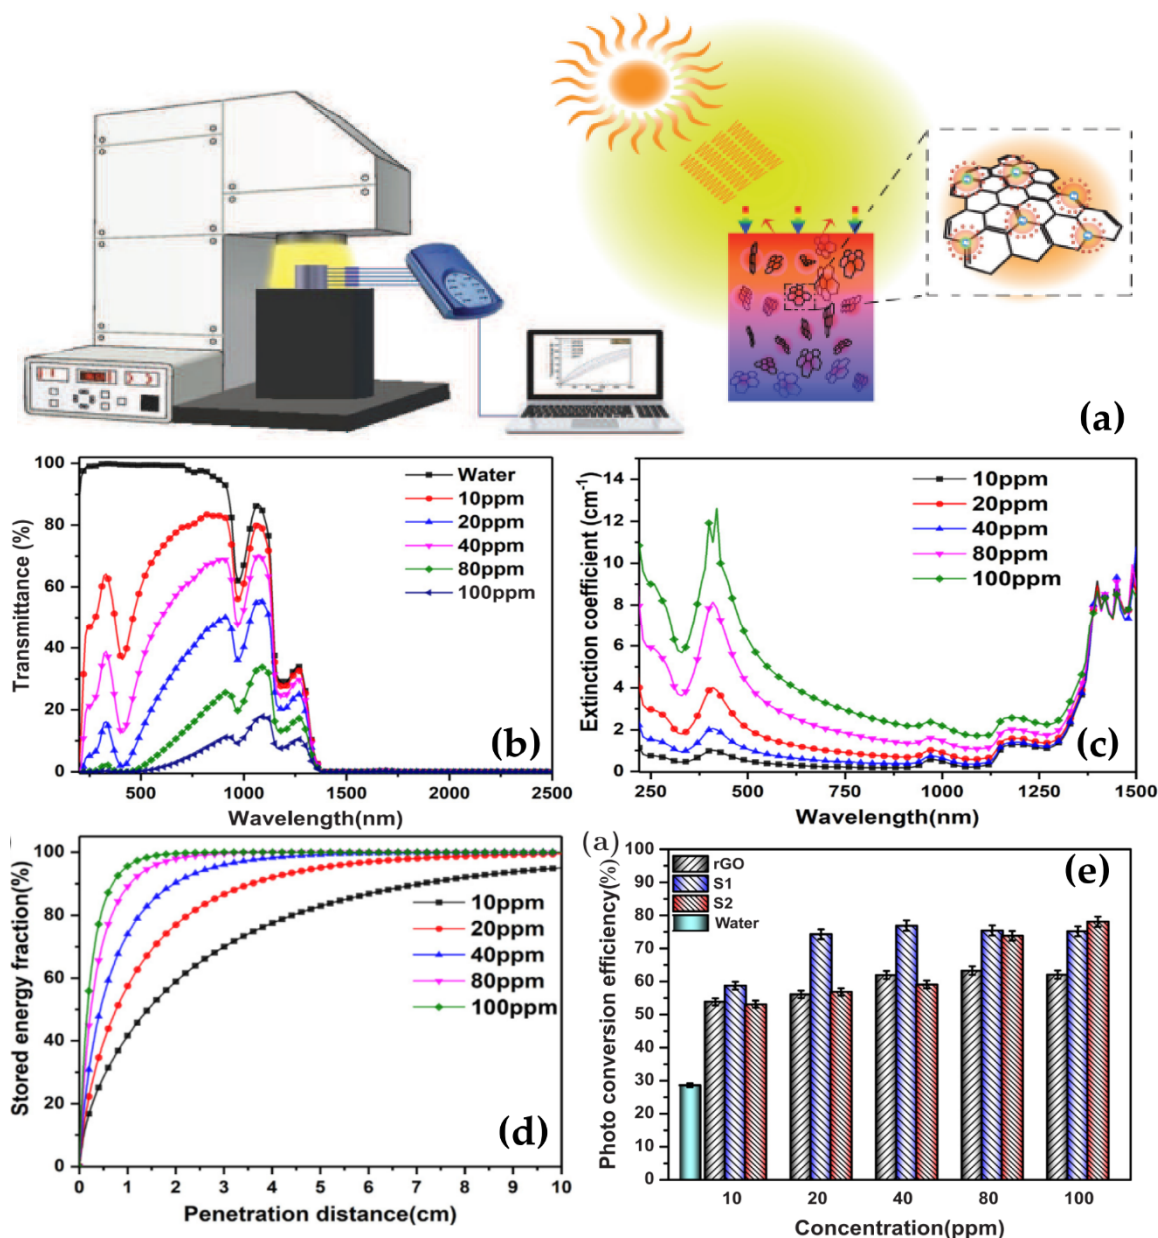 (a)
100
80
60
40
20
0
Transmittance (%)
500
1000
1500
2000
2500
Wavelength(nm)
Water
10ppm
20ppm
40ppm
80ppm
100ppm
(b)
14
12
10
8
6
4
2
0
Extinction coefficient (cm⁻¹)
250
500
750
1000
1250
1500
Wavelength(nm)
10ppm
20ppm
40ppm
80ppm
100ppm
(c)
100
80
60
40
20
0
Stored energy fraction(%)
0
1
2
3
4
5
6
7
8
9
10
Penetration distance(cm)
10ppm
20ppm
40ppm
80ppm
100ppm
(d)
(a)
100
90
80
70
60
50
40
30
20
10
0
Photo conversion efficiency(%)
10
20
40
80
100
Concentration(ppm)
rGO
S1
S2
Water
(e)